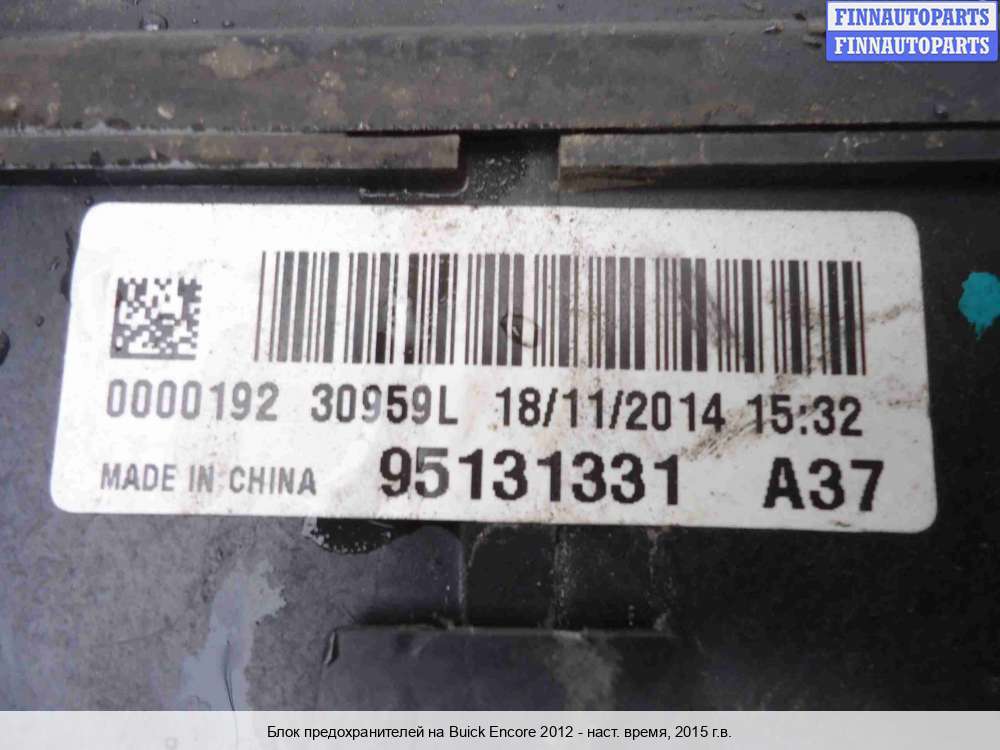 FINNAUTOPARTS
FINNAUTOPARTS
0000192 30959L 18/11/2014 15:32
MADE IN CHINA 95131331 A37
Блок предохранителей на Buick Encore 2012 - наст. время, 2015 г.в.